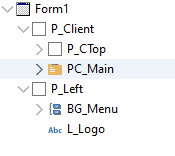 Form1
P_Client
P_CTop
PC_Main
P_Left
BG_Menu
Abc L_Logo